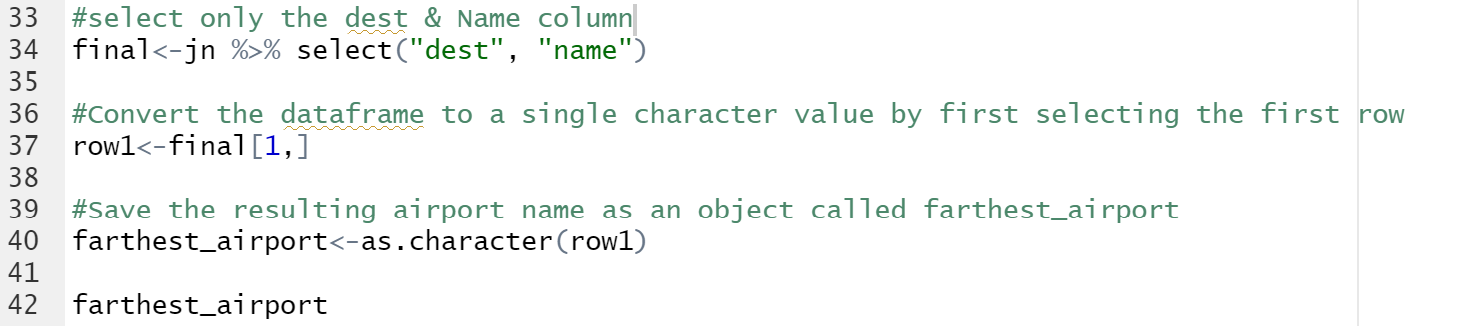 33 #select only the dest & Name column
34 final<-jn %>% select("dest", "name")
35
36 #Convert the dataframe to a single character value by first selecting the first row
37 row1<-final[1,]
38
39 #Save the resulting airport name as an object called farthest_airport
40 farthest_airport<-as.character(row1)
41
42 farthest_airport